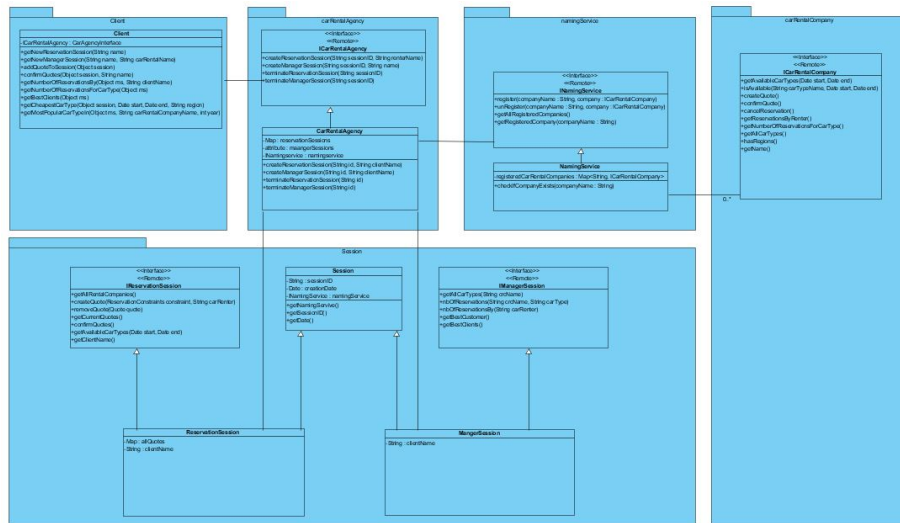 Client
Client
-ICarRentalAgency : CarAgencyInterface
+getNewReservationSession(String name)
+getNewManagerSession(String name, String carRentalName)
+addQuoteToSession(Object session)
+confirmQuotes(Object session, String name)
+getNumberOfReservationsBy(Object ms, String clientName)
+getNumberOfReservationsForCarType(Object ms)
+getBestClients(Object ms)
+getCheapestCarType(Object session, Date start, Date end, String region)
+getMostPopularCarTypeIn(Object ms, String carRentalCompanyName, int year)
carRentalAgency
<<Interface>>
<<Remote>>
ICarRentalAgency
+createReservationSession(String sessionID, String renterName)
+createManagerSession(String sessionID, String name)
+terminateReservationSession(String sessionID)
+terminateManagerSession(String sessionID)
CarRentalAgency
-Map : reservationSessions
-attribute : managerSessions
-INamingservice : namingservice
+createReservationSession(String id, String clientName)
+createManagerSession(String id, String clientName)
+terminateReservationSession(String id)
+terminateManagerSession(String id)
namingService
<<Interface>>
<<Remote>>
INamingService
+register(companyName : String, company : ICarRentalCompany)
+unRegister(companyName : String, company : ICarRentalCompany)
+getAllRegisteredCompanies()
+getRegisteredCompany(companyName : String)
NamingService
-registeredCarRentalCompanies : Map<String, ICarRentalCompany>
+checkIfCompanyExists(companyName : String)
0..*
carRentalCompany
<<Interface>>
<<Remote>>
ICarRentalCompany
+getAvailableCarTypes(Date start, Date end)
+isAvailable(String carTypeName, Date start, Date end)
+createQuote()
+confirmQuote()
+cancelReservation()
+getReservationsByRenter()
+getNumberOfReservationsForCarType()
+getAllCarTypes()
+hasRegions()
+getName()
Session
<<Interface>>
<<Remote>>
IReservationSession
+getAllRentalCompanies()
+createQuote(ReservationConstraints constraint, String carRenter)
+removeQuote(Quote quote)
+getCurrentQuotes()
+confirmQuotes()
+getAvailableCarTypes(Date start, Date end)
+getClientName()
Session
-String : sessionID
-Date : creationDate
-INamingService : namingService
+getNamingServive()
+getSessionID()
+getDate()
<<Interface>>
<<Remote>>
IManagerSession
+getAllCarTypes(String crcName)
+nbOfReservations(String crcName, String carType)
+nbOfReservationsBy(String carRenter)
+getBestCustomer()
+getBestClients()
ReservationSession
-Map : allQuotes
-String : clientName
MangerSession
-String : clientName